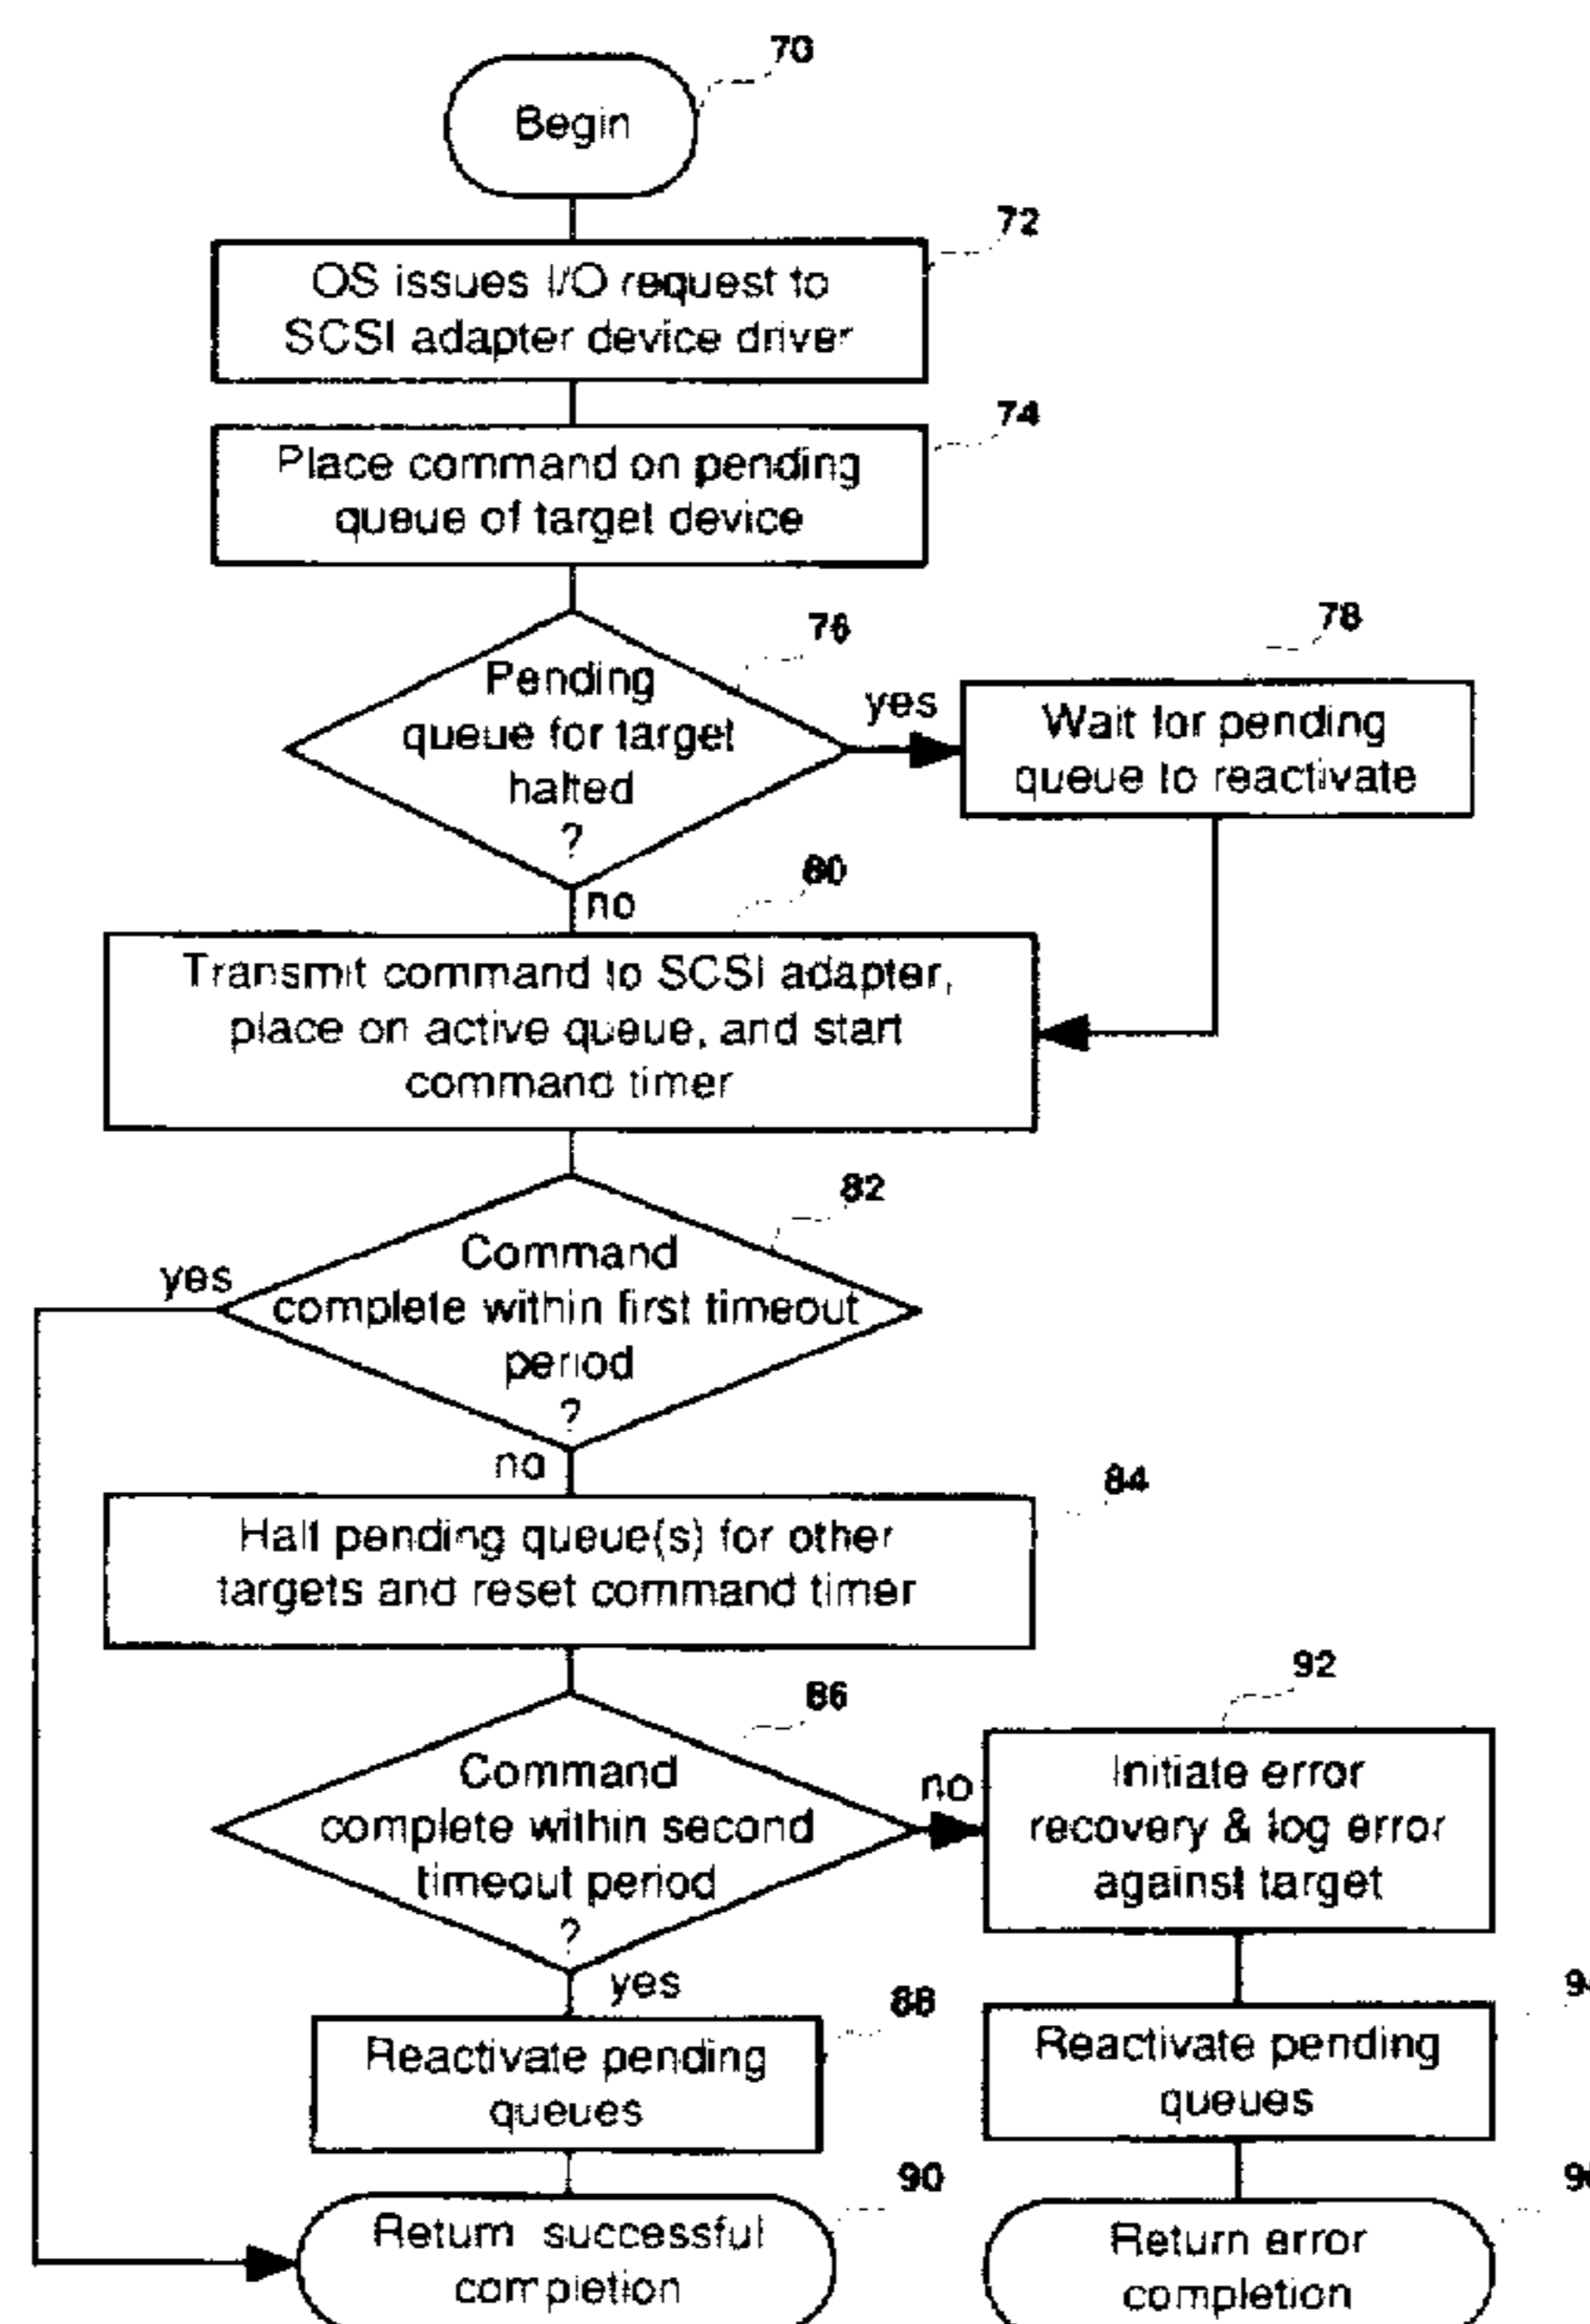 70
Begin
72
OS issues I/O request to
SCSI adapter device driver
74
Place command on pending
queue of target device
76
Pending
queue for target
halted
?
yes
78
Wait for pending
queue to reactivate
no
80
Transmit command to SCSI adapter,
place on active queue, and start
command timer
82
Command
complete within first timeout
period
?
yes
no
84
Halt pending queue(s) for other
targets and reset command timer
86
Command
complete within second
timeout period
?
no
92
Initiate error
recovery & log error
against target
yes
88
Reactivate pending
queues
Reactivate pending
queues
90
Return successful
completion
Return error
completion